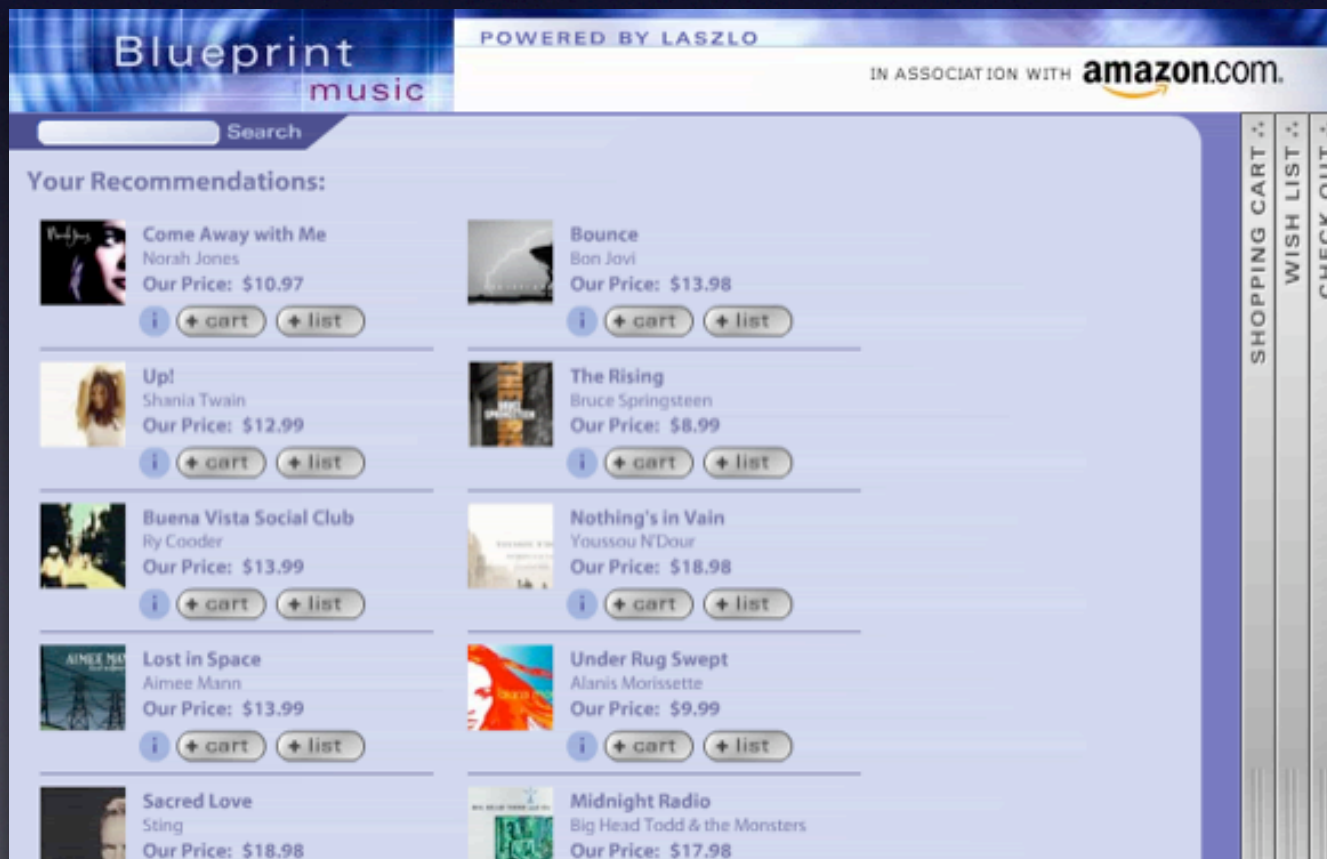 Blueprint
music
POWERED BY LASZLO
IN ASSOCIATION WITH amazon.com.
Search
Your Recommendations:
Come Away with Me
Norah Jones
Our Price: $10.97
i + cart + list
Bounce
Bon Jovi
Our Price: $13.98
i + cart + list
Up!
Shania Twain
Our Price: $12.99
i + cart + list
The Rising
Bruce Springsteen
Our Price: $8.99
i + cart + list
Buena Vista Social Club
Ry Cooder
Our Price: $13.99
i + cart + list
Nothing's in Vain
Youssou N'Dour
Our Price: $18.98
i + cart + list
AIMEE MAN
Lost in Space
Aimee Mann
Our Price: $13.99
i + cart + list
Under Rug Swept
Alanis Morissette
Our Price: $9.99
i + cart + list
Sacred Love
Sting
Our Price: $18.98
Midnight Radio
Big Head Todd & the Monsters
Our Price: $17.98
SHOPPING CART
WISH LIST
CHECK OUT